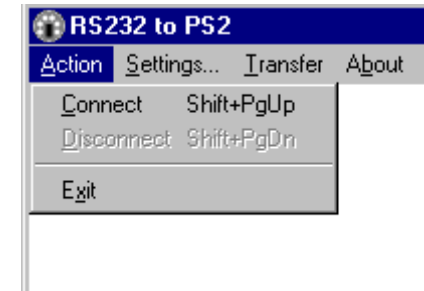 RS232 to PS2
Action Settings... Transfer About
Connect Shift+PgUp
Disconnect Shift+PgDn
Exit